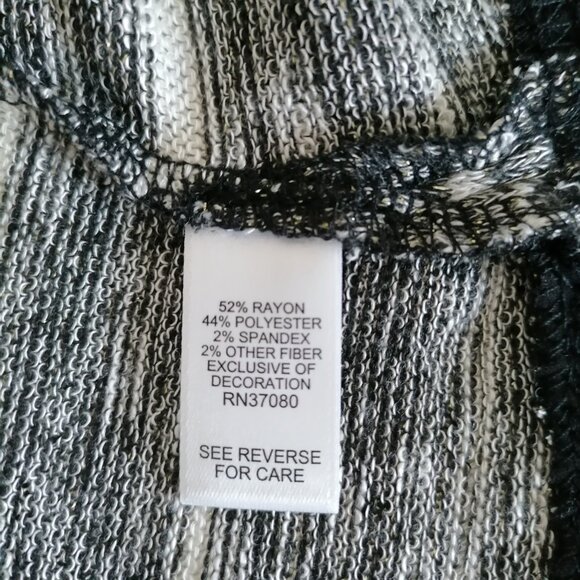 52% RAYON
44% POLYESTER
2% SPANDEX
2% OTHER FIBER
EXCLUSIVE OF
DECORATION
RN37080
SEE REVERSE
FOR CARE